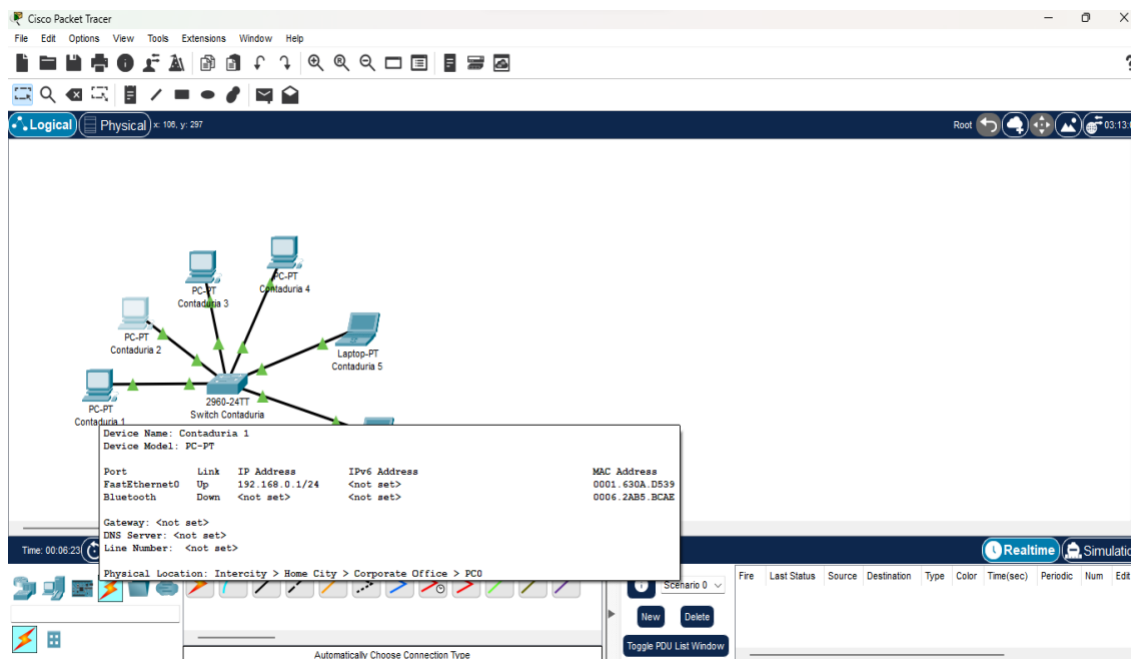 Cisco Packet Tracer
File Edit Options View Tools Extensions Window Help
?
Logical Physical x: 106, y: 297 Root 03:13:
PC-PT
Contaduria 4
PC-PT
Contaduria 3
PC-PT
Contaduria 2
Laptop-PT
Contaduria 5
2960-24TT
Switch Contaduria
PC-PT
Contaduria 1
Device Name: Contaduria 1
Device Model: PC-PT
Port Link IP Address IPv6 Address MAC Address
FastEthernet0 Up 192.168.0.1/24 <not set> 0001.630A.D539
Bluetooth Down <not set> <not set> 0006.2AB5.BCAE
Gateway: <not set>
DNS Server: <not set>
Line Number: <not set>
Physical Location: Intercity > Home City > Corporate Office > PC0
Time: 00:06:23 Realtime Simulatio
Scenario 0 Fire Last Status Source Destination Type Color Time(sec) Periodic Num Edit
New Delete
Toggle PDU List Window
Automatically Choose Connection Type